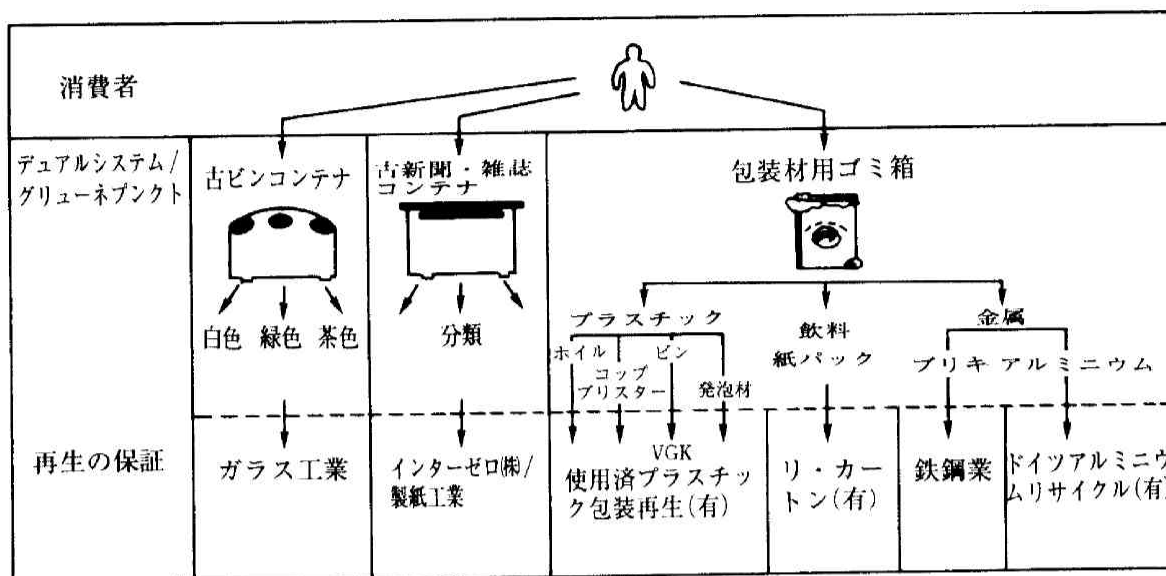 消費者
デュアルシステム/
グリューネプンクト
古ビンコンテナ
古新聞・雑誌
コンテナ
包装材用ゴミ箱
白色 緑色 茶色
分類
プラスチック
ホイル
コップ
ブリスター
ビン
発泡材
飲料
紙パック
金属
ブリキ アルミニウム
再生の保証
ガラス工業
インターゼロ㈱/
製紙工業
VGK
使用済プラスチッ
ク包装再生(有)
リ・カー
トン(有)
鉄鋼業
ドイツアルミニウ
ムリサイクル(有)